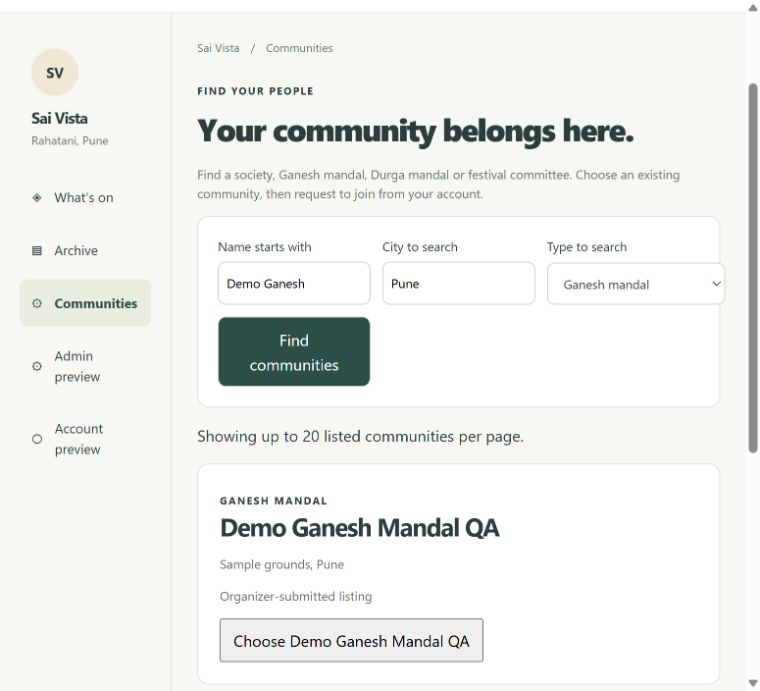 SV
Sai Vista
Rahatani, Pune
What's on
Archive
Communities
Admin
preview
Account
preview
Sai Vista / Communities
FIND YOUR PEOPLE
Your community belongs here.
Find a society, Ganesh mandal, Durga mandal or festival committee. Choose an existing
community, then request to join from your account.
Name starts with
City to search
Type to search
Demo Ganesh
Pune
Ganesh mandal
Find
communities
Showing up to 20 listed communities per page.
GANESH MANDAL
Demo Ganesh Mandal QA
Sample grounds, Pune
Organizer-submitted listing
Choose Demo Ganesh Mandal QA